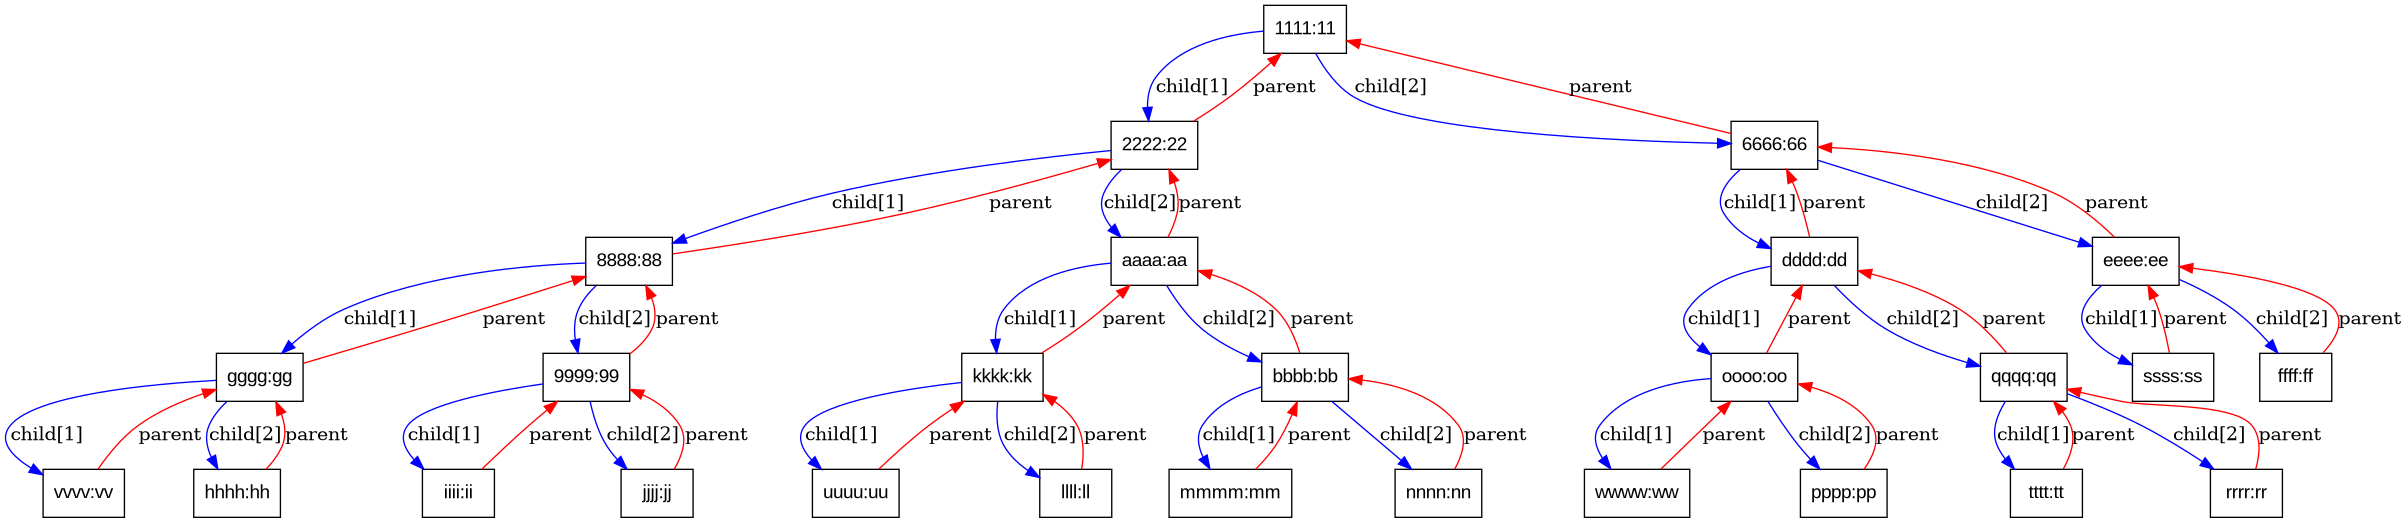 1111:11
child[1]
parent
child[2]
parent
2222:22
6666:66
child[1]
parent
child[2]
parent
child[1]
parent
child[2]
parent
8888:88
aaaa:aa
dddd:dd
eeee:ee
child[1]
parent
child[2]
parent
child[1]
parent
child[2]
parent
child[1]
parent
child[2]
parent
child[1]
parent
child[2]
parent
gggg:gg
9999:99
kkkk:kk
bbbb:bb
oooo:oo
qqqq:qq
ssss:ss
ffff:ff
child[1]
parent
child[2]
parent
child[1]
parent
child[2]
parent
child[1]
parent
child[2]
parent
child[1]
parent
child[2]
parent
child[1]
parent
child[2]
parent
child[1]
parent
child[2]
parent
vvvv:vv
hhhh:hh
iiii:ii
jjjj:jj
uuuu:uu
llll:ll
mmmm:mm
nnnn:nn
wwww:ww
pppp:pp
tttt:tt
rrrr:rr